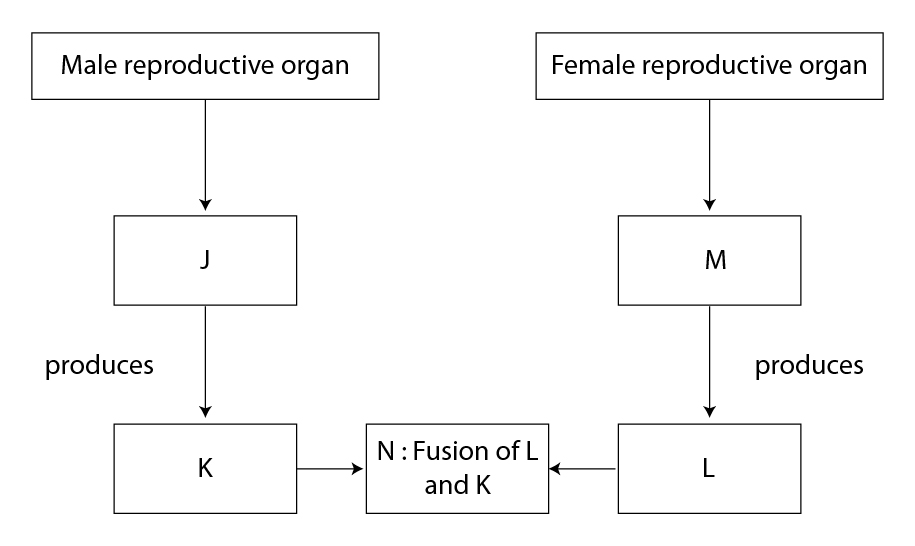 Male reproductive organ
Female reproductive organ
J
M
produces
produces
K
N : Fusion of L
and K
L